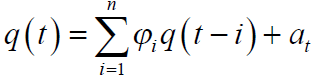 q(t) = ∑_{i=1}^{n} φ_i q(t − i) + a_t